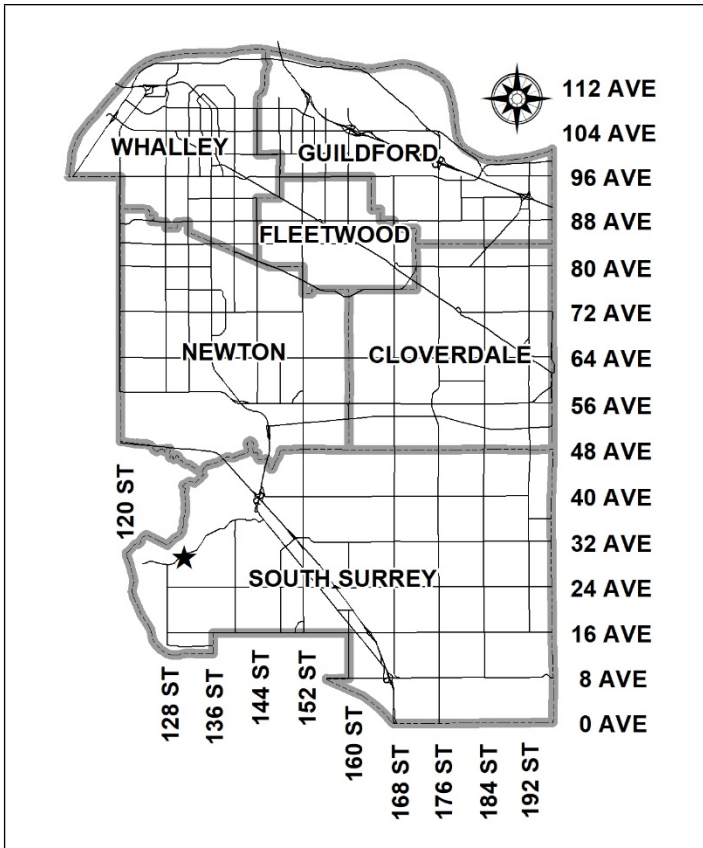 112 AVE
104 AVE
WHALLEY
GUILDFORD
96 AVE
88 AVE
FLEETWOOD
80 AVE
72 AVE
NEWTON
CLOVERDALE
64 AVE
56 AVE
48 AVE
120 ST
40 AVE
32 AVE
SOUTH SURREY
24 AVE
16 AVE
8 AVE
0 AVE
128 ST
136 ST
144 ST
152 ST
160 ST
168 ST
176 ST
184 ST
192 ST